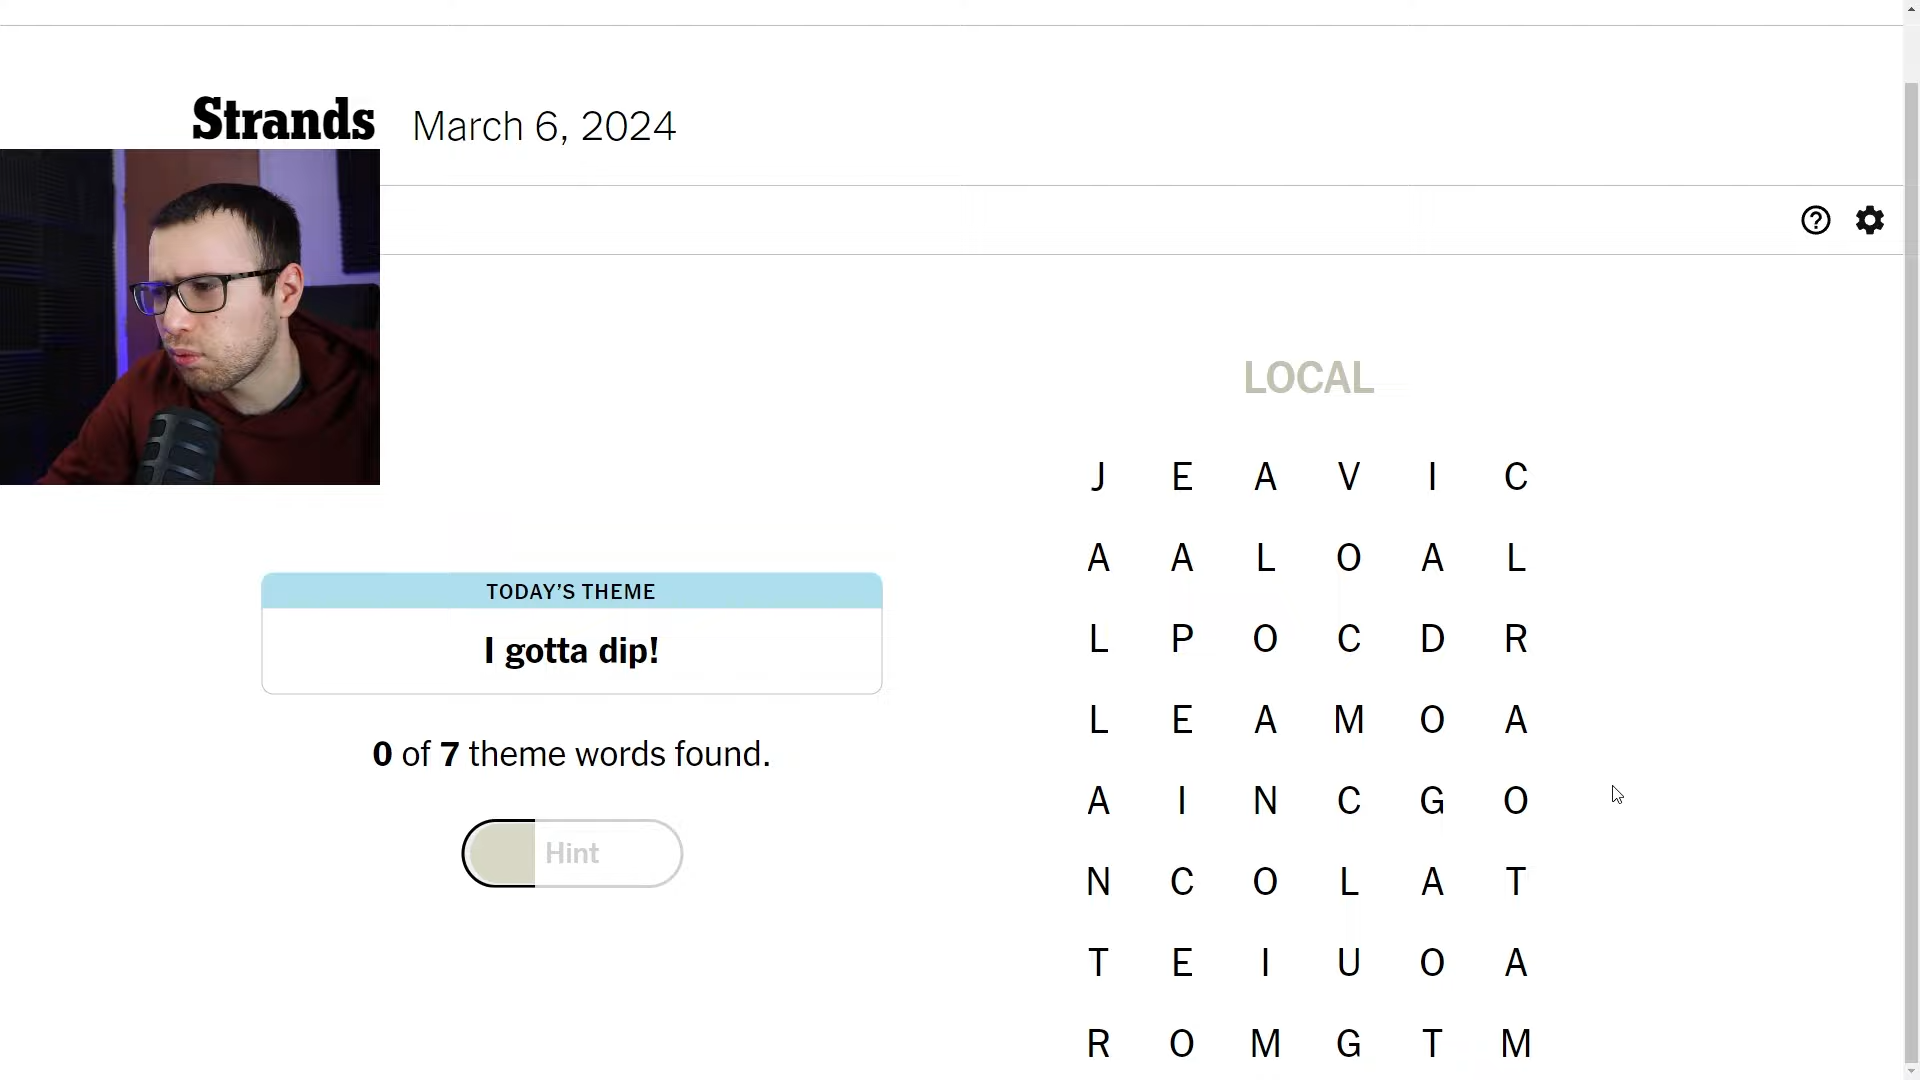 Strands March 6, 2024
LOCAL
J E A V I C
A A L O A L
L P O C D R
L E A M O A
A I N C G O
N C O L A T
T E I U O A
R O M G T M
TODAY'S THEME
I gotta dip!
0 of 7 theme words found.
Hint